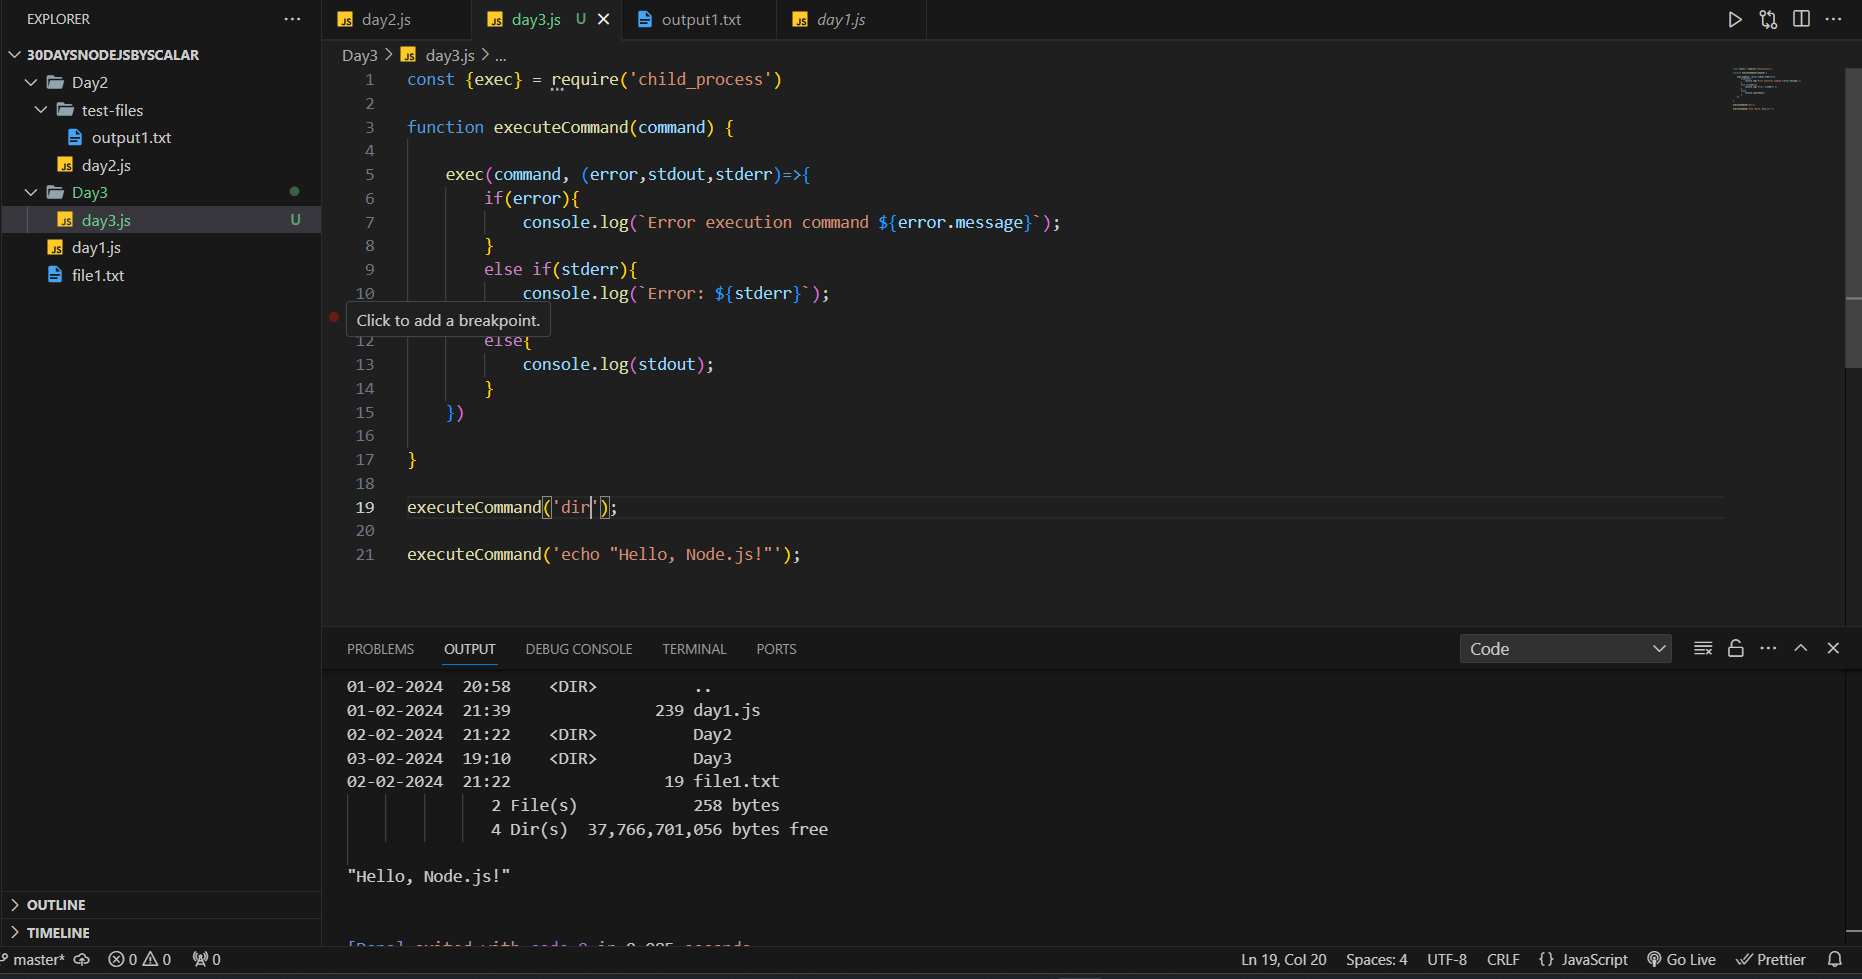 EXPLORER
30DAYSNODEJSBYSCALAR
Day2
test-files
output1.txt
day2.js
Day3
day3.js U
day1.js
file1.txt
OUTLINE
TIMELINE
day2.js day3.js U output1.txt day1.js
Day3 > day3.js > ...
1 const {exec} = require('child_process')
2
3 function executeCommand(command) {
4
5 exec(command, (error,stdout,stderr)=>{
6 if(error){
7 console.log(`Error execution command ${error.message}`);
8 }
9 else if(stderr){
10 console.log(`Error: ${stderr}`);
Click to add a breakpoint.
12 else{
13 console.log(stdout);
14 }
15 })
16
17 }
18
19 executeCommand('dir');
20
21 executeCommand('echo "Hello, Node.js!"');
PROBLEMS OUTPUT DEBUG CONSOLE TERMINAL PORTS Code
01-02-2024 20:58 <DIR> ..
01-02-2024 21:39 239 day1.js
02-02-2024 21:22 <DIR> Day2
03-02-2024 19:10 <DIR> Day3
02-02-2024 21:22 19 file1.txt
2 File(s) 258 bytes
4 Dir(s) 37,766,701,056 bytes free
"Hello, Node.js!"
[Done] exited with code 0 in seconds
master* 0 0 0 Ln 19, Col 20 Spaces: 4 UTF-8 CRLF {} JavaScript Go Live Prettier